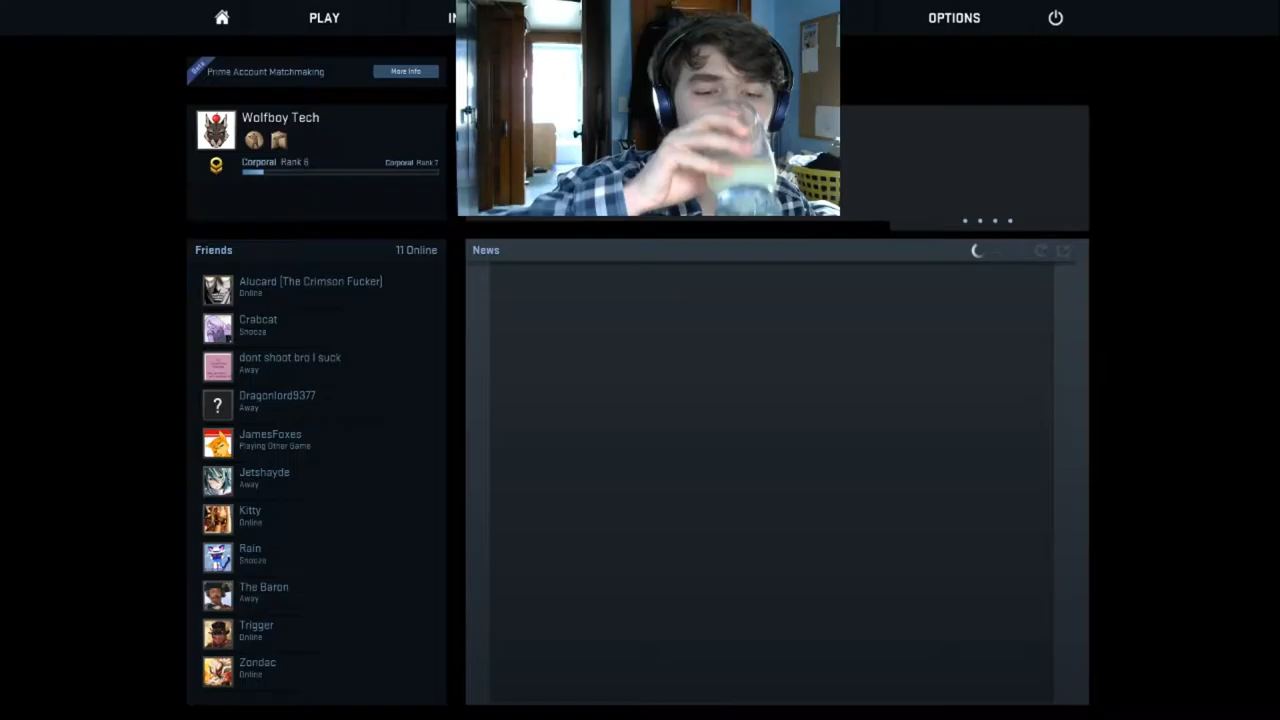 PLAY
OPTIONS
Beta
Prime Account Matchmaking
More Info
Wolfboy Tech
Corporal Rank 6
Corporal Rank 7
Friends
11 Online
News
Alucard [The Crimson Fucker]
Online
Crabcat
Snooze
dont shoot bro I suck
Away
Dragonlord9377
Away
?
JamesFoxes
Playing Other Game
Jetshayde
Away
Kitty
Online
Rain
Snooze
The Baron
Away
Trigger
Online
Zondac
Online